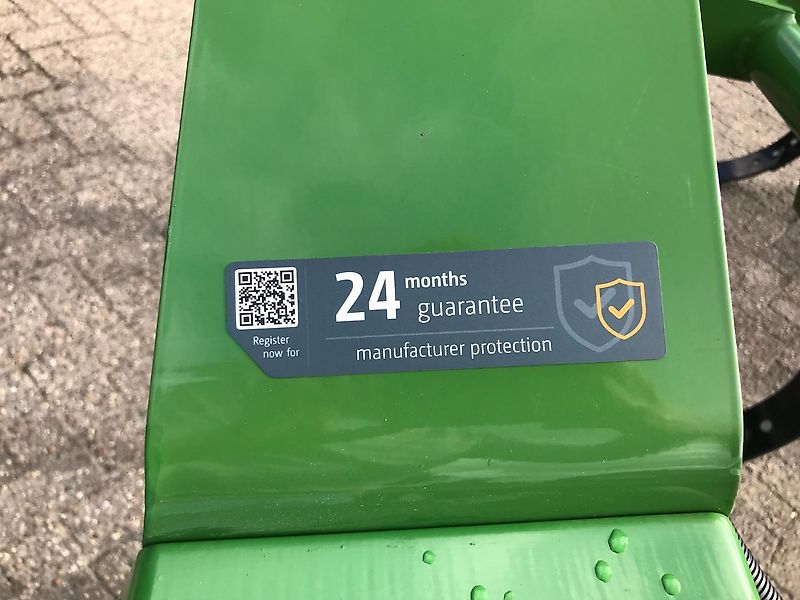 24 months
guarantee
manufacturer protection
Register
now for